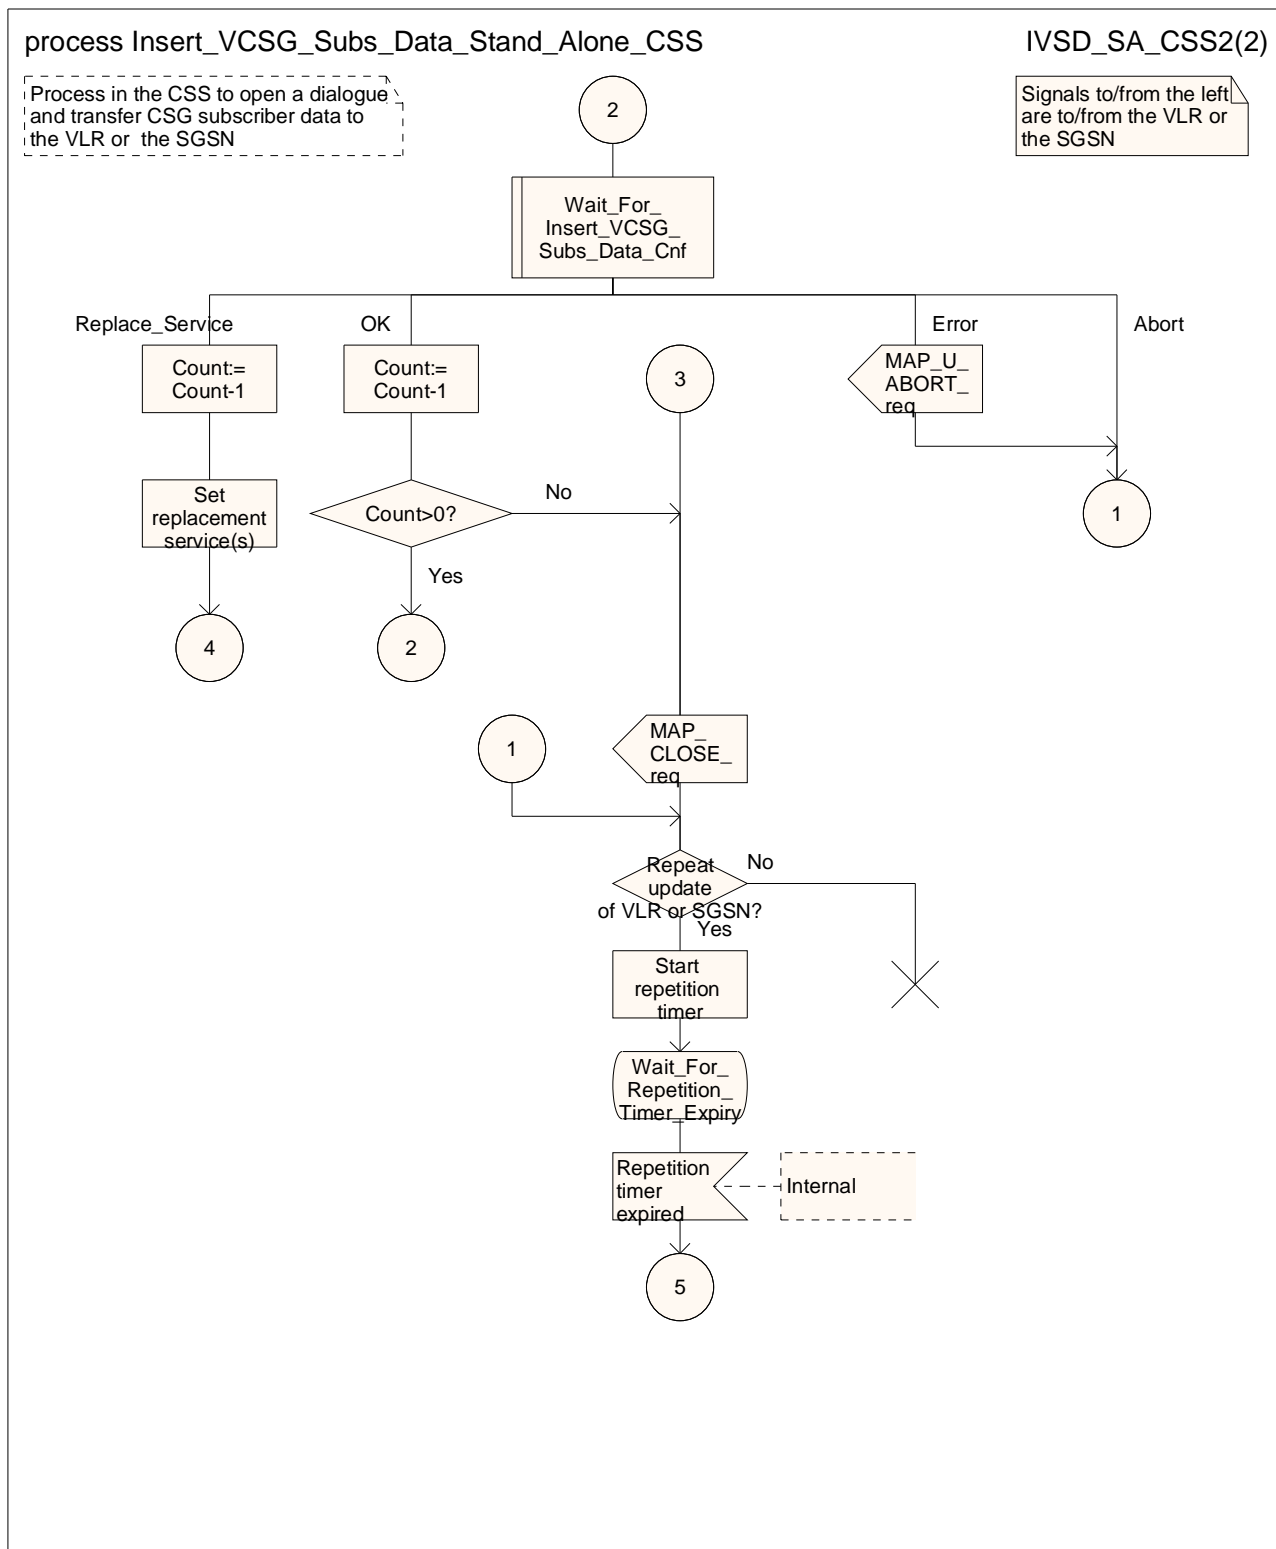 process Insert_VCSG_Subs_Data_Stand_Alone_CSS
IVSD_SA_CSS2(2)
Process in the CSS to open a dialogue
and transfer CSG subscriber data to
the VLR or  the SGSN
2
Signals to/from the left
are to/from the VLR or
the SGSN
Wait_For_
Insert_VCSG_
Subs_Data_Cnf
Replace_Service
OK
Error
Abort
Count:=
Count-1
Count:=
Count-1
3
MAP_U_
ABORT_
req
Set
replacement
service(s)
Count>0?
No
1
Yes
4
2
1
MAP_
CLOSE_
req
Repeat
update
of VLR or SGSN?
No
Yes
Start
repetition
timer
Wait_For_
Repetition_
Timer_Expiry
Repetition
timer
expired
Internal
5